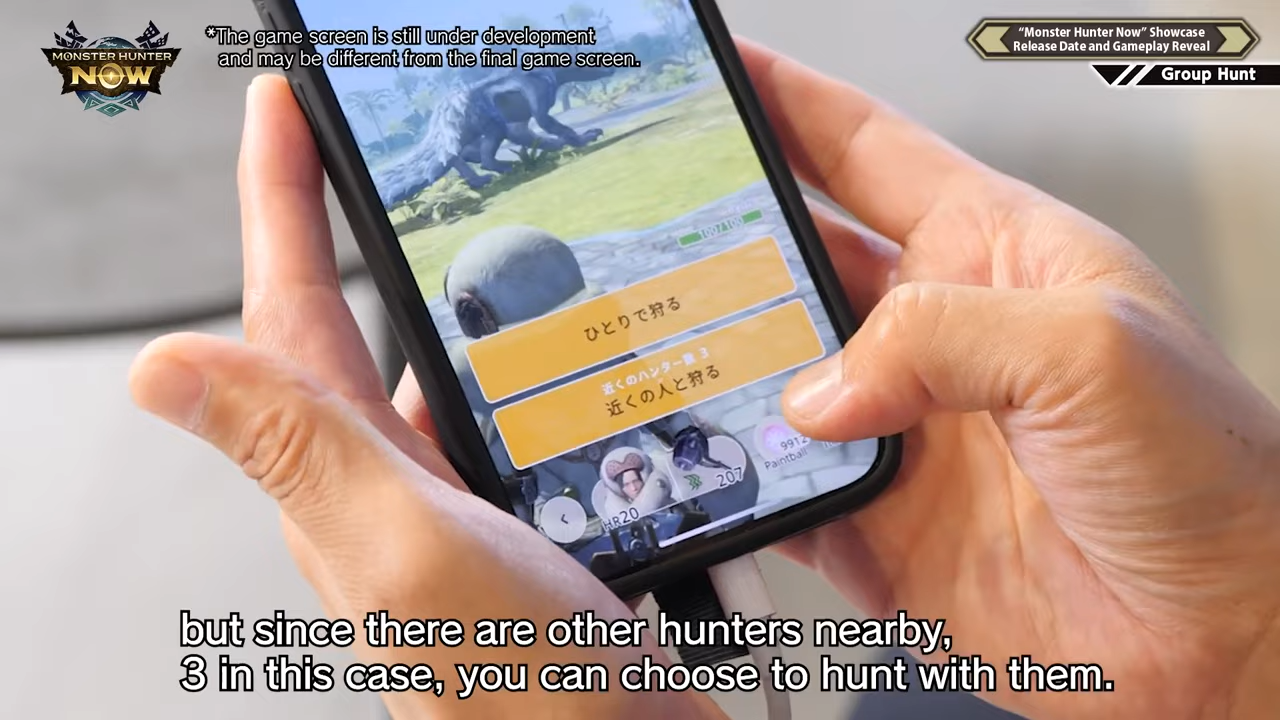 MONSTER HUNTER
NOW
*The game screen is still under development
and may be different from the final game screen.
“Monster Hunter Now” Showcase
Release Date and Gameplay Reveal
Group Hunt
100/100
ひとりで狩る
近くのハンター数 3
近くの人と狩る
9912
Paintball
207
HR20
but since there are other hunters nearby,
3 in this case, you can choose to hunt with them.